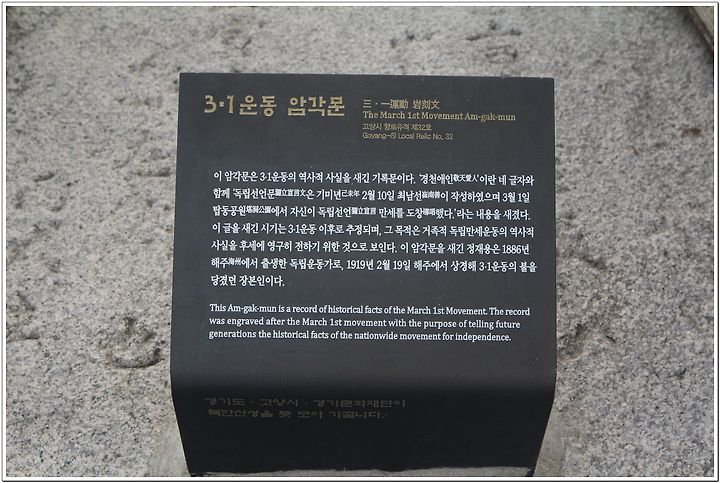 3·1운동 암각문
三·一運動 岩刻文
The March 1st Movement Am-gak-mun
고양시 향토유적 제32호
Goyang-Si Local Relic No, 32
이 암각문은 3·1운동의 역사적 사실을 새긴 기록문이다. '경천애인敬天愛人'이란 네 글자와
함께 '독립선언문獨立宣言文은 기미년己未年 2월 10일 최남선崔南善이 작성하였으며 3월 1일
탑동공원塔洞公園에서 자신이 독립선언獨立宣言 만세를 도창導唱했다.'라는 내용을 새겼다.
이 글을 새긴 시기는 3·1운동 이후로 추정되며, 그 목적은 거족적 독립만세운동의 역사적
사실을 후세에 영구히 전하기 위한 것으로 보인다. 이 암각문을 새긴 정재용은 1886년
해주海州에서 출생한 독립운동가로, 1919년 2월 19일 해주에서 상경해 3·1운동의 불을
당겼던 장본인이다.
This Am-gak-mun is a record of historical facts of the March 1st Movement. The record
was engraved after the March 1st movement with the purpose of telling future
generations the historical facts of the nationwide movement for independence.
경기도 · 고양시 · 경기문화재단이
북한산성을 뜻 모아 가꿉니다.